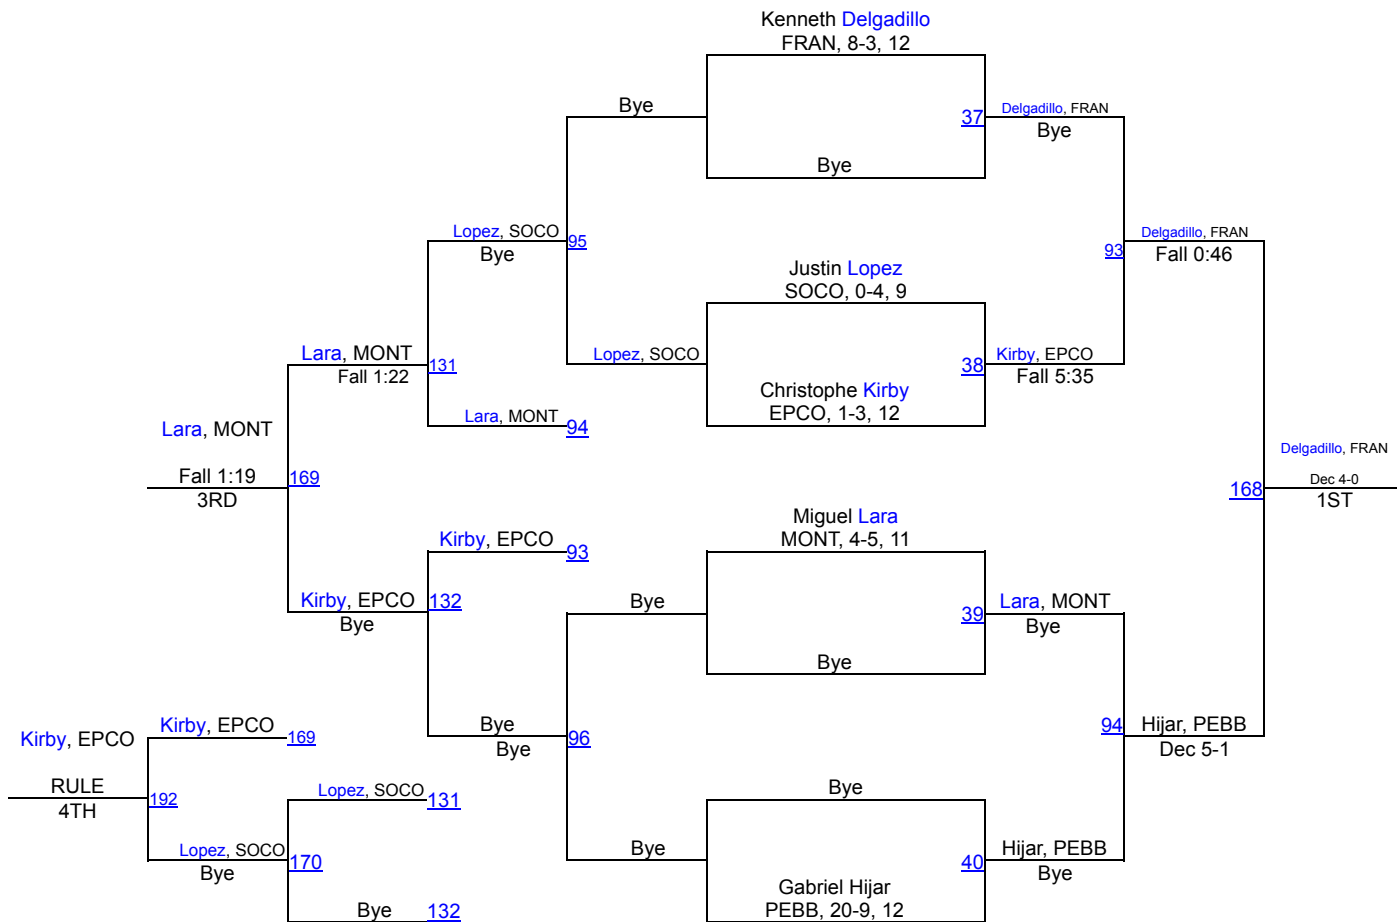 Kenneth Delgadillo
FRAN, 8-3, 12
Bye
37
Delgadillo, FRAN
Bye
Bye
Lopez, SOCO
Bye
95
Delgadillo, FRAN
Fall 0:46
93
Justin Lopez
SOCO, 0-4, 9
Lopez, SOCO
38
Kirby, EPCO
Fall 5:35
Christophe Kirby
EPCO, 1-3, 12
Lara, MONT
Fall 1:22
131
Lara, MONT
94
Lara, MONT
Fall 1:19
3RD
169
Delgadillo, FRAN
Dec 4-0
1ST
168
Miguel Lara
MONT, 4-5, 11
Kirby, EPCO
93
Kirby, EPCO
Bye
132
Bye
39
Lara, MONT
Bye
Bye
Bye
Bye
96
94
Hijar, PEBB
Dec 5-1
Kirby, EPCO
RULE
4TH
Kirby, EPCO
169
192
Lopez, SOCO
131
Bye
Lopez, SOCO
Bye
170
Bye
40
Hijar, PEBB
Bye
Gabriel Hijar
PEBB, 20-9, 12
Bye
132